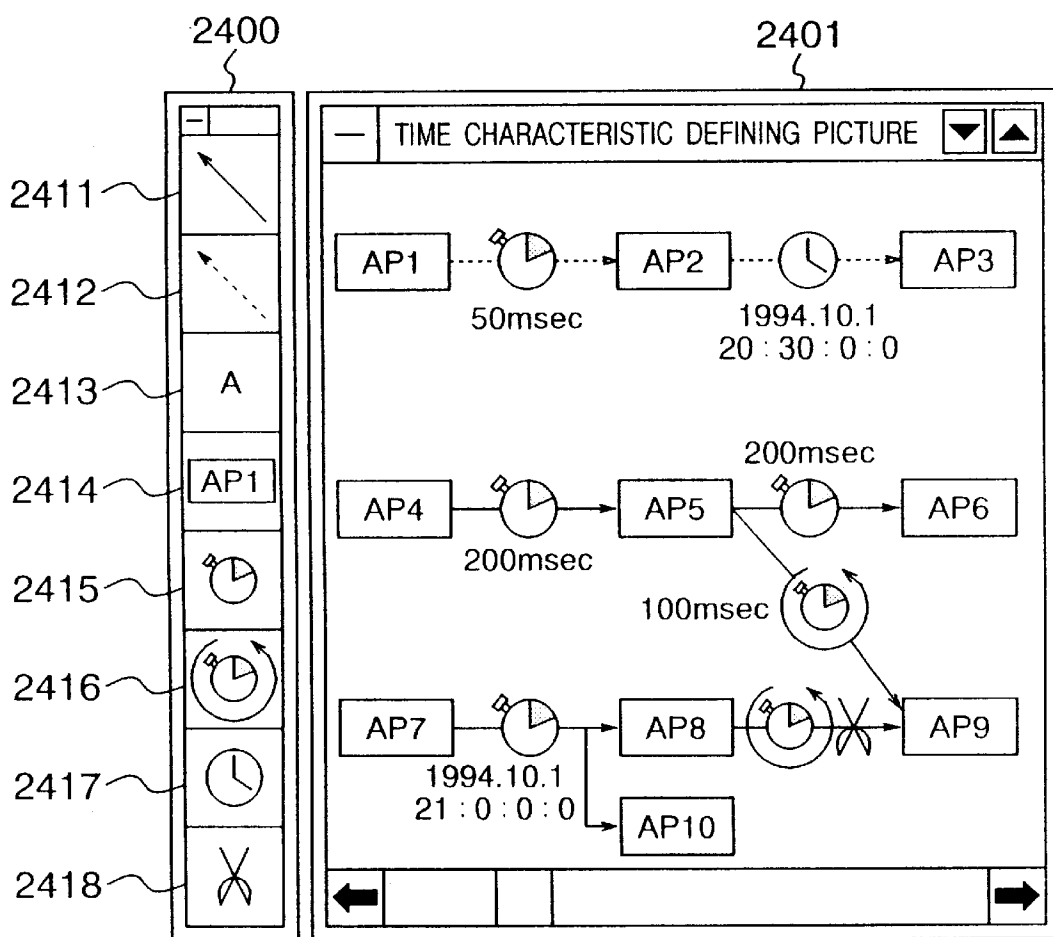 2400
2401
TIME CHARACTERISTIC DEFINING PICTURE
2411
2412
2413
2414
2415
2416
2417
2418
A
AP1
AP1
AP2
AP3
50msec
1994.10.1
20 : 30 : 0 : 0
200msec
AP4
AP5
AP6
200msec
100msec
AP7
AP8
AP9
1994.10.1
21 : 0 : 0 : 0
AP10